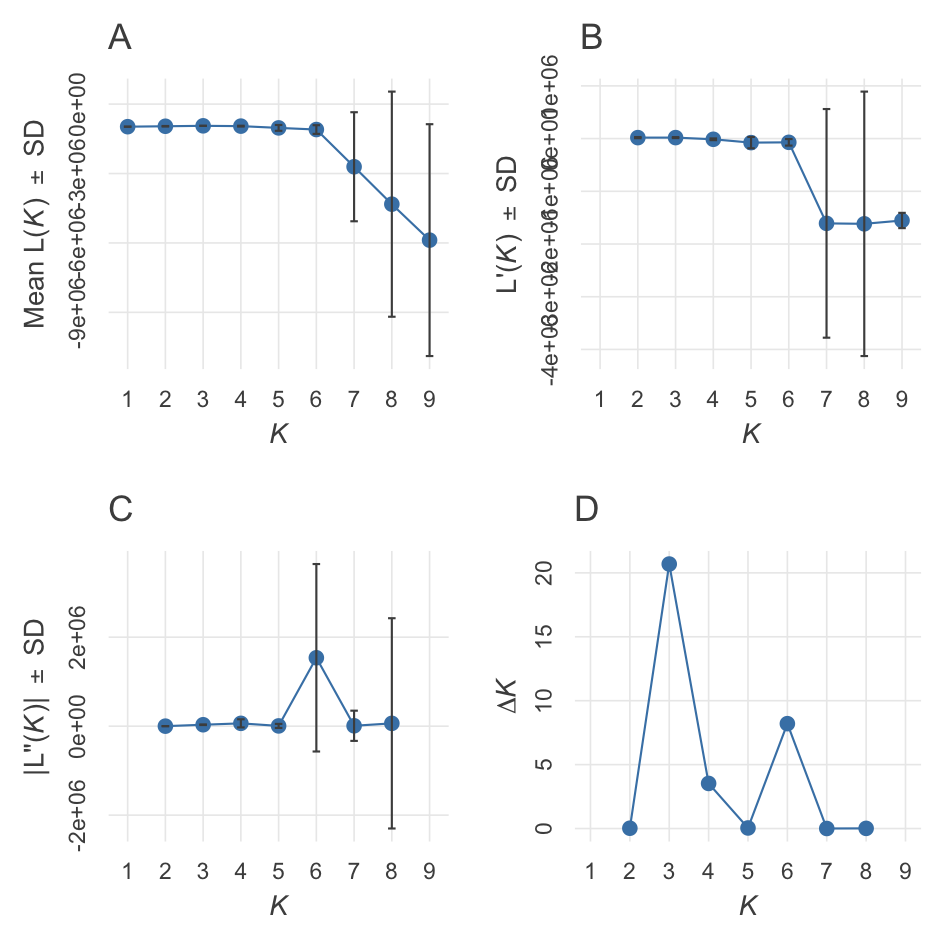 A
Mean L(K) ± SD
0e+00
-3e+06
-6e+06
-9e+06
1 2 3 4 5 6 7 8 9
K
B
L'(K) ± SD
1 2 3 4 5 6 7 8 9
K
C
|L"(K)| ± SD
2e+06
0e+00
-2e+06
1 2 3 4 5 6 7 8 9
K
D
ΔK
20
15
10
5
0
1 2 3 4 5 6 7 8 9
K